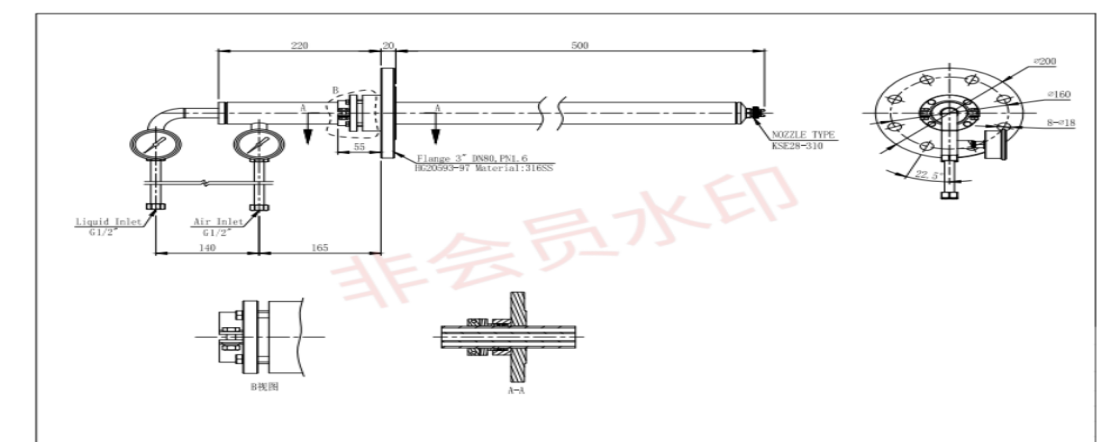 220
20
500
B
A
A
55
NOZZLE TYPE
KSE28-310
Flange 3" DN80,PN1.6
HG20593-97 Material:316SS
Liquid Inlet
G1/2"
Air Inlet
G1/2"
140
165
⌀200
⌀160
8-⌀18
22.5°
非会员水印
B视图
A-A